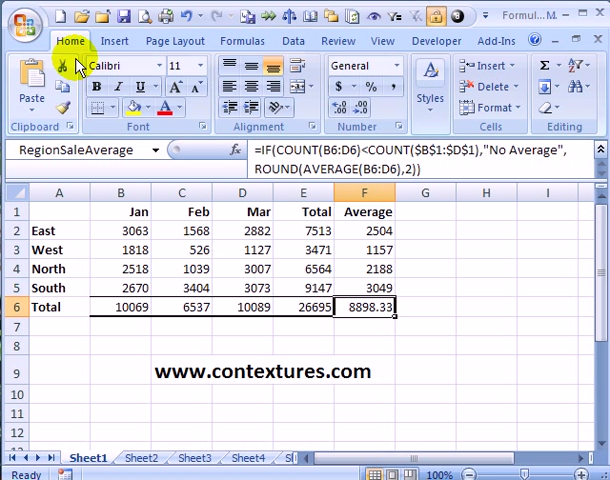 Formul... M...
Home Insert Page Layout Formulas Data Review View Developer Add-Ins
Paste
Calibri 11
B I U
A A
A
General
$ % ,
Styles
Insert
Delete
Format
Σ
Clipboard Font Alignment Number Cells Editing
RegionSaleAverage fx =IF(COUNT(B6:D6)<COUNT($B$1:$D$1),"No Average",
ROUND(AVERAGE(B6:D6),2))
A B C D E F G H I
1 Jan Feb Mar Total Average
2 East 3063 1568 2882 7513 2504
3 West 1818 526 1127 3471 1157
4 North 2518 1039 3007 6564 2188
5 South 2670 3404 3073 9147 3049
6 Total 10069 6537 10089 26695 8898.33
7
8
9 www.contextures.com
10
11
12
Sheet1 Sheet2 Sheet3 Sheet4
Ready 100%